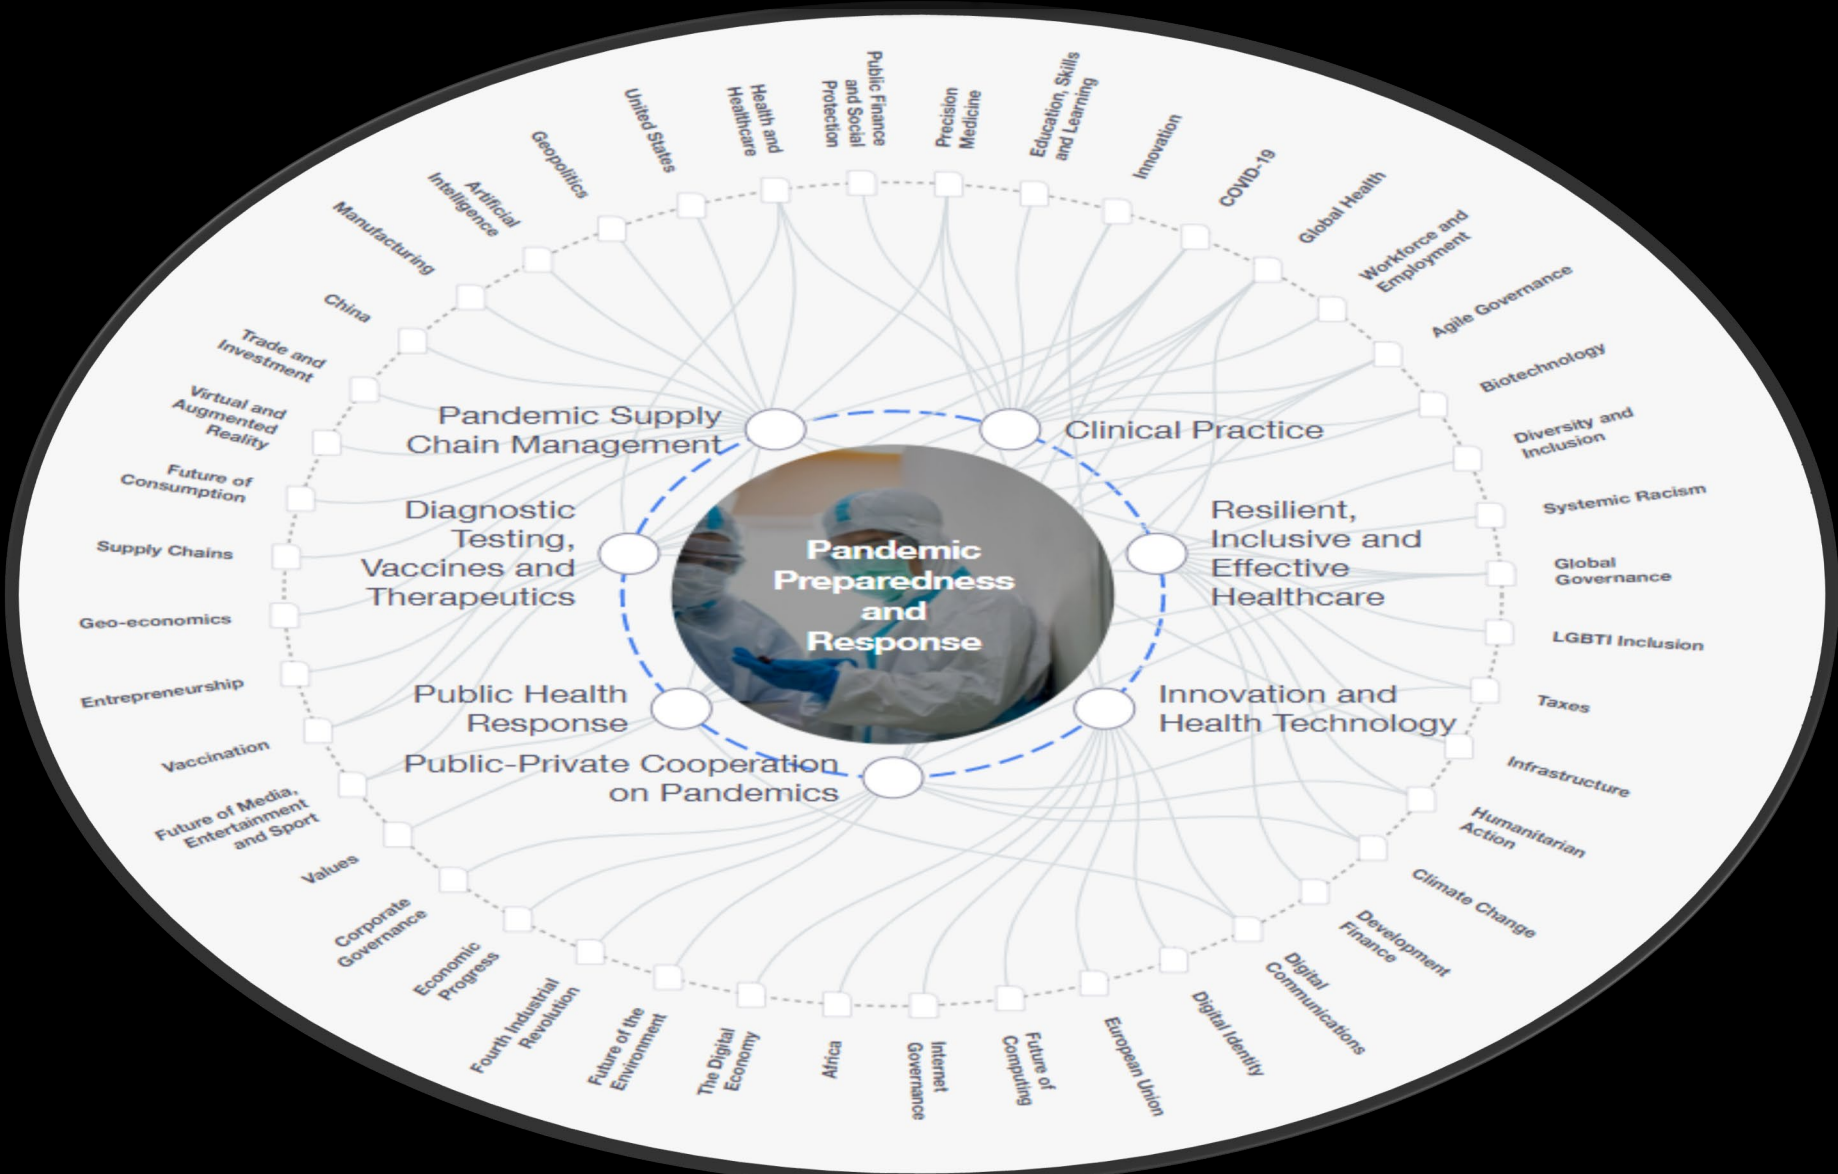 Pandemic
Preparedness
and
Response
Pandemic Supply
Chain Management
Clinical Practice
Diagnostic
Testing,
Vaccines and
Therapeutics
Resilient,
Inclusive and
Effective
Healthcare
Public Health
Response
Innovation and
Health Technology
Public-Private Cooperation
on Pandemics
Public Finance
and Social
Protection
Precision
Medicine
Education, Skills
and Learning
Innovation
COVID-19
Global Health
Workforce and
Employment
Agile Governance
Biotechnology
Diversity and
Inclusion
Systemic Racism
Global
Governance
LGBTI Inclusion
Taxes
Infrastructure
Humanitarian
Action
Climate Change
Development
Finance
Digital
Communications
Digital Identity
European Union
Future of
Computing
Internet
Governance
Africa
The Digital
Economy
Future of the
Environment
Fourth Industrial
Revolution
Economic
Progress
Corporate
Governance
Values
Future of Media,
Entertainment
and Sport
Vaccination
Entrepreneurship
Geo-economics
Supply Chains
Future of
Consumption
Virtual and
Augmented
Reality
Trade and
Investment
China
Manufacturing
Artificial
Intelligence
Geopolitics
United States
Health and
Healthcare